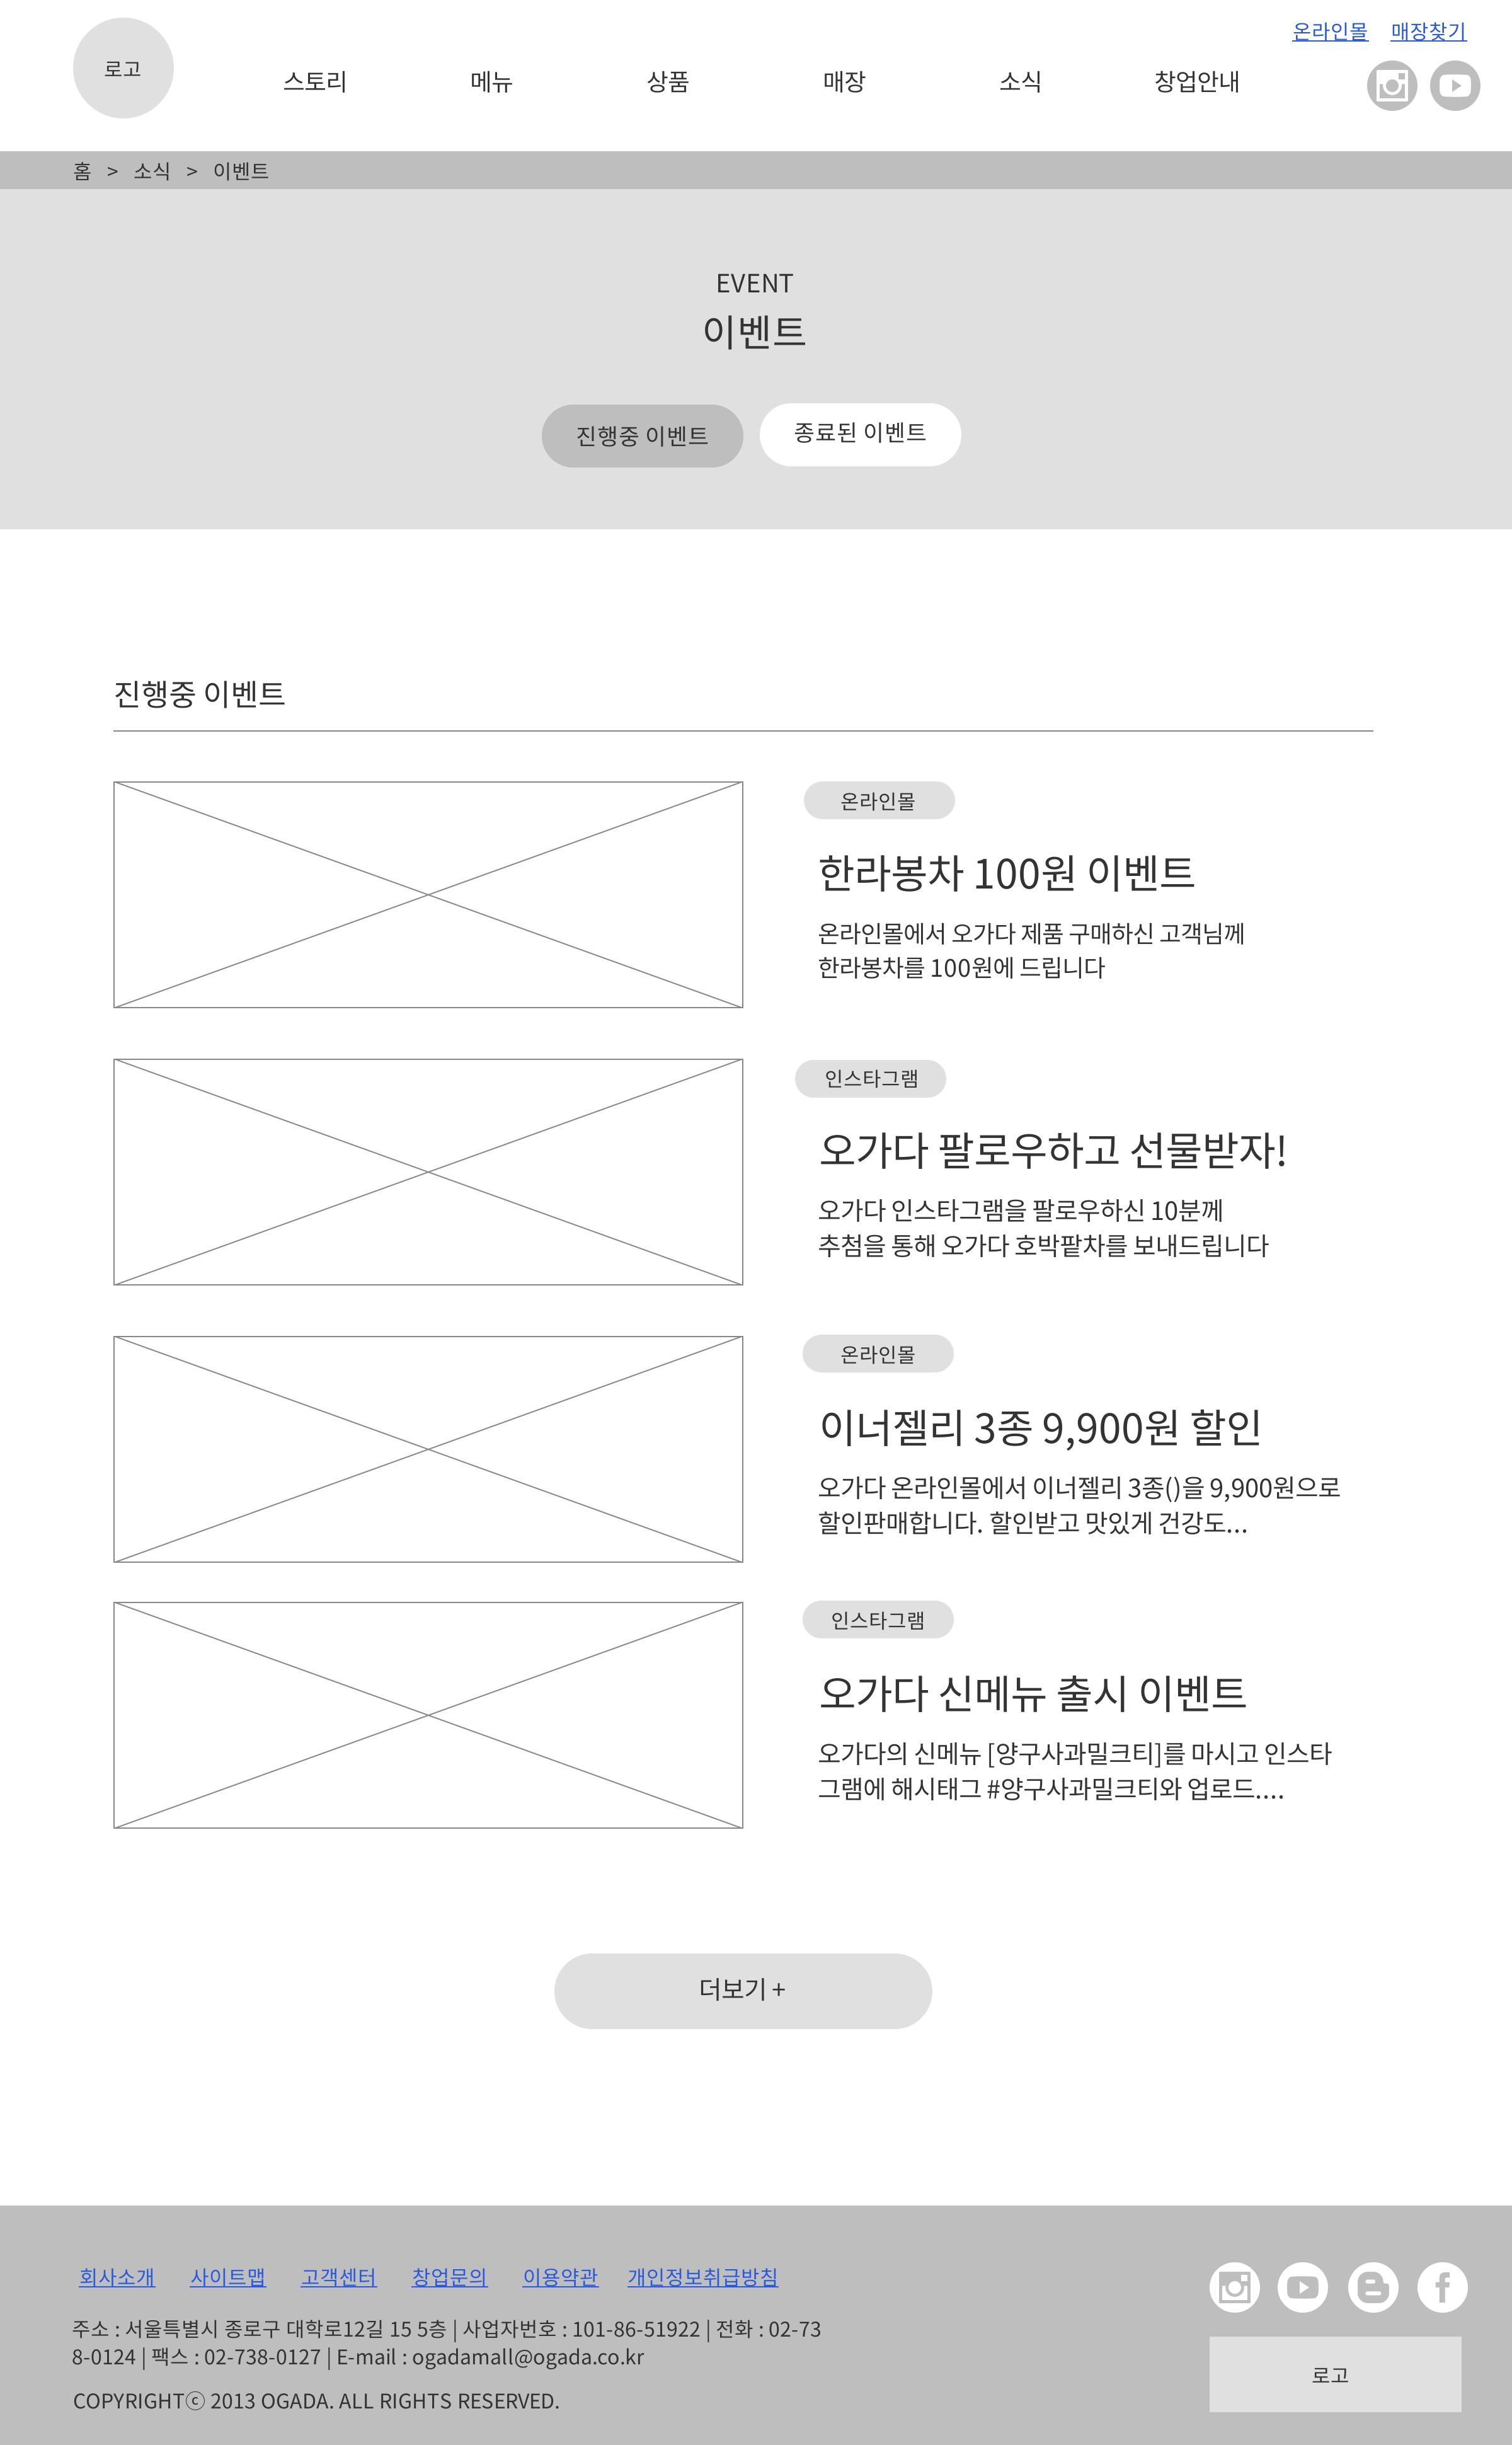 온라인몰 매장찾기
로고
스토리 메뉴 상품 매장 소식 창업안내
홈 > 소식 > 이벤트
EVENT
이벤트
진행중 이벤트 종료된 이벤트
진행중 이벤트
온라인몰
한라봉차 100원 이벤트
온라인몰에서 오가다 제품 구매하신 고객님께
한라봉차를 100원에 드립니다
인스타그램
오가다 팔로우하고 선물받자!
오가다 인스타그램을 팔로우하신 10분께
추첨을 통해 오가다 호박팥차를 보내드립니다
온라인몰
이너젤리 3종 9,900원 할인
오가다 온라인몰에서 이너젤리 3종()을 9,900원으로
할인판매합니다. 할인받고 맛있게 건강도...
인스타그램
오가다 신메뉴 출시 이벤트
오가다의 신메뉴 [양구사과밀크티]를 마시고 인스타
그램에 해시태그 #양구사과밀크티와 업로드....
더보기 +
회사소개 사이트맵 고객센터 창업문의 이용약관 개인정보취급방침
주소 : 서울특별시 종로구 대학로12길 15 5층 | 사업자번호 : 101-86-51922 | 전화 : 02-73
8-0124 | 팩스 : 02-738-0127 | E-mail : ogadamall@ogada.co.kr
COPYRIGHTⓒ 2013 OGADA. ALL RIGHTS RESERVED.
로고